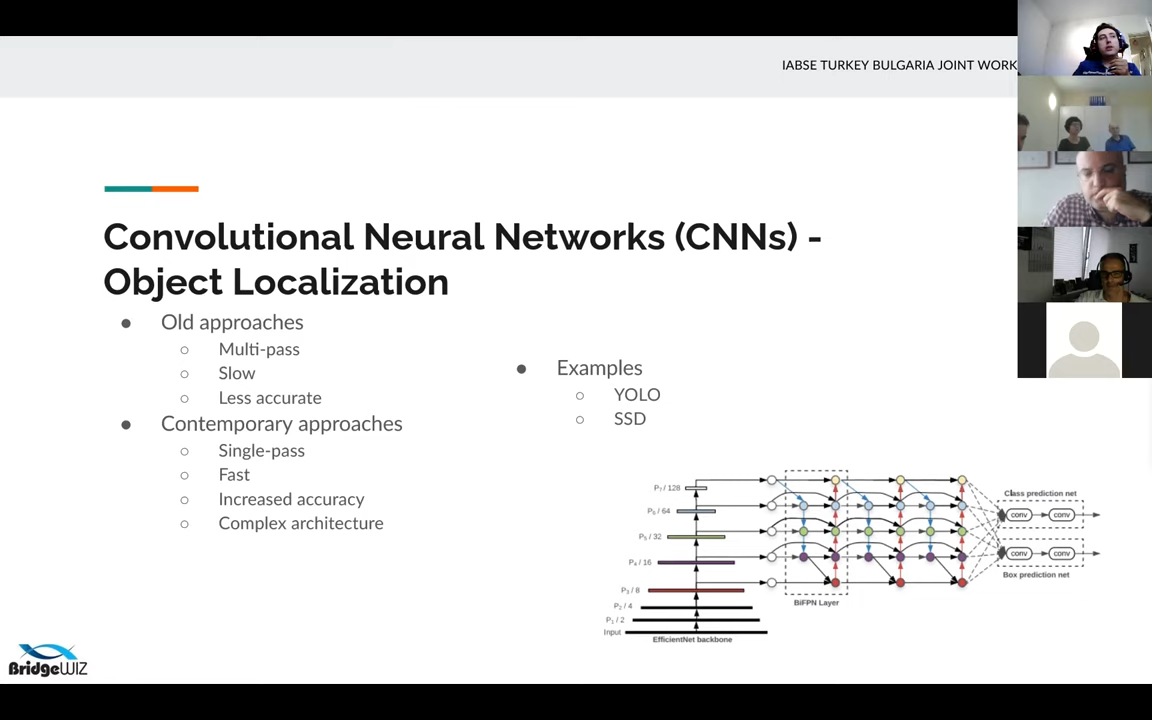 IABSE TURKEY BULGARIA JOINT WORK
Convolutional Neural Networks (CNNs) -
Object Localization
● Old approaches
○ Multi-pass
○ Slow
○ Less accurate
● Contemporary approaches
○ Single-pass
○ Fast
○ Increased accuracy
○ Complex architecture
● Examples
○ YOLO
○ SSD
P7 / 128
P6 / 64
P5 / 32
P4 / 16
P3 / 8
P2 / 4
P1 / 2
Input
EfficientNet backbone
BiFPN Layer
Class prediction net
conv conv
conv conv
Box prediction net
BridgeWIZ